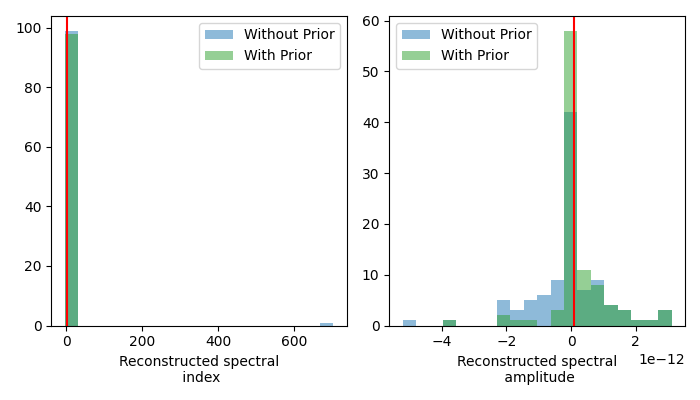 100
80
60
40
20
0
Without Prior
With Prior
0
200
400
600
Reconstructed spectral
index
60
50
40
30
20
10
0
Without Prior
With Prior
−4
−2
0
2
1e−12
Reconstructed spectral
amplitude